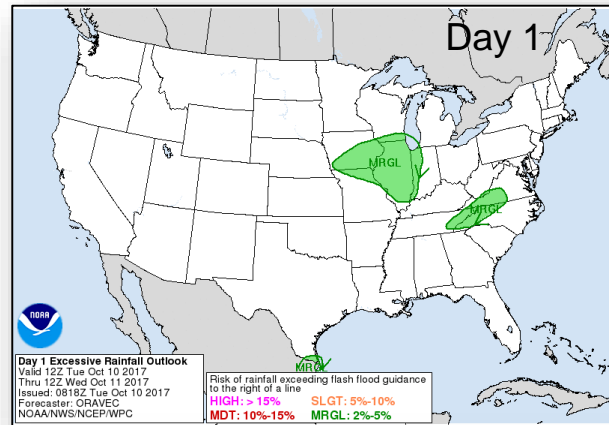 Day 1
MRGL
MRGL
MRGL
NOAA
Day 1 Excessive Rainfall Outlook
Valid 12Z Tue Oct 10 2017
Thru 12Z Wed Oct 11 2017
Issued: 0818Z Tue Oct 10 2017
Forecaster: ORAVEC
NOAA/NWS/NCEP/WPC
Risk of rainfall exceeding flash flood guidance
to the right of a line
HIGH: > 15% SLGT: 5%-10%
MDT: 10%-15% MRGL: 2%-5%